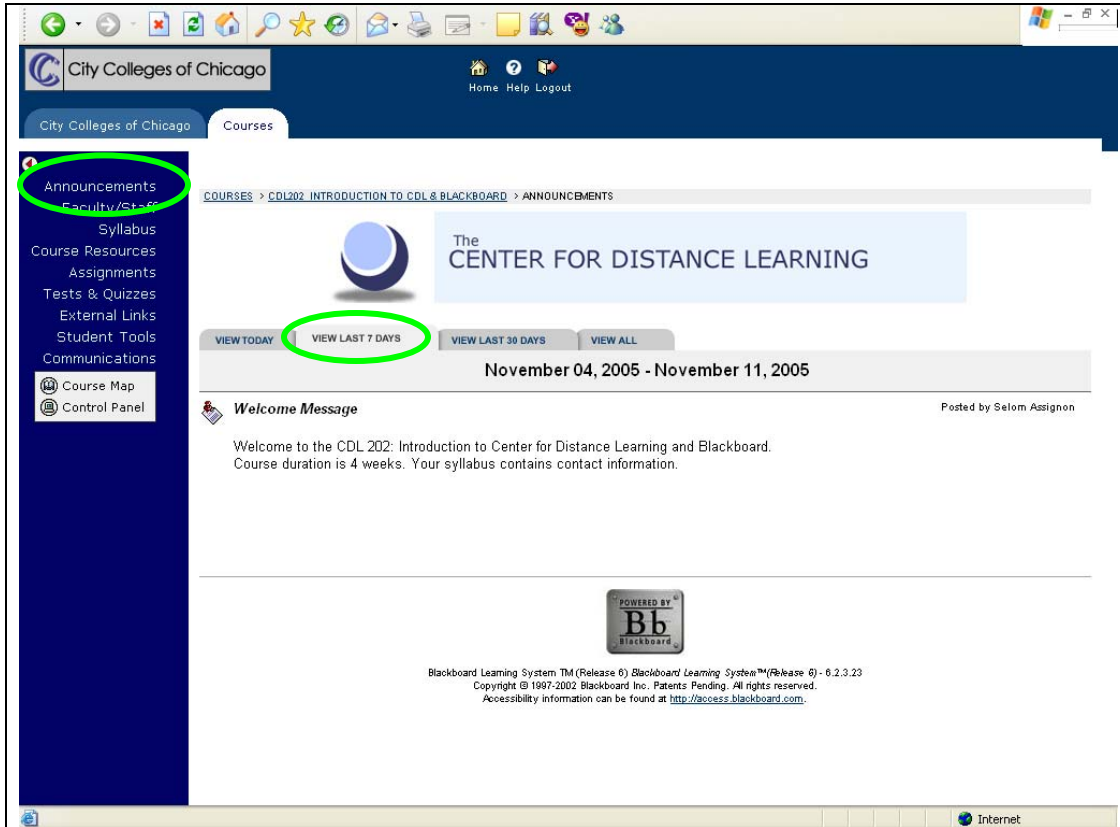 City Colleges of Chicago
Home Help Logout
City Colleges of Chicago
Courses
Announcements
Faculty/Staff
Syllabus
Course Resources
Assignments
Tests & Quizzes
External Links
Student Tools
Communications
Course Map
Control Panel
COURSES > CDL202 INTRODUCTION TO CDL & BLACKBOARD > ANNOUNCEMENTS
The
CENTER FOR DISTANCE LEARNING
VIEW TODAY VIEW LAST 7 DAYS VIEW LAST 30 DAYS VIEW ALL
November 04, 2005 - November 11, 2005
Welcome Message Posted by Selom Assignon
Welcome to the CDL 202: Introduction to Center for Distance Learning and Blackboard.
Course duration is 4 weeks. Your syllabus contains contact information.
POWERED BY
Bb
Blackboard
Blackboard Learning System TM (Release 6) Blackboard Learning System™(Release 6) - 6.2.3.23
Copyright © 1997-2002 Blackboard Inc. Patents Pending. All rights reserved.
Accessibility information can be found at http://access.blackboard.com.
Internet